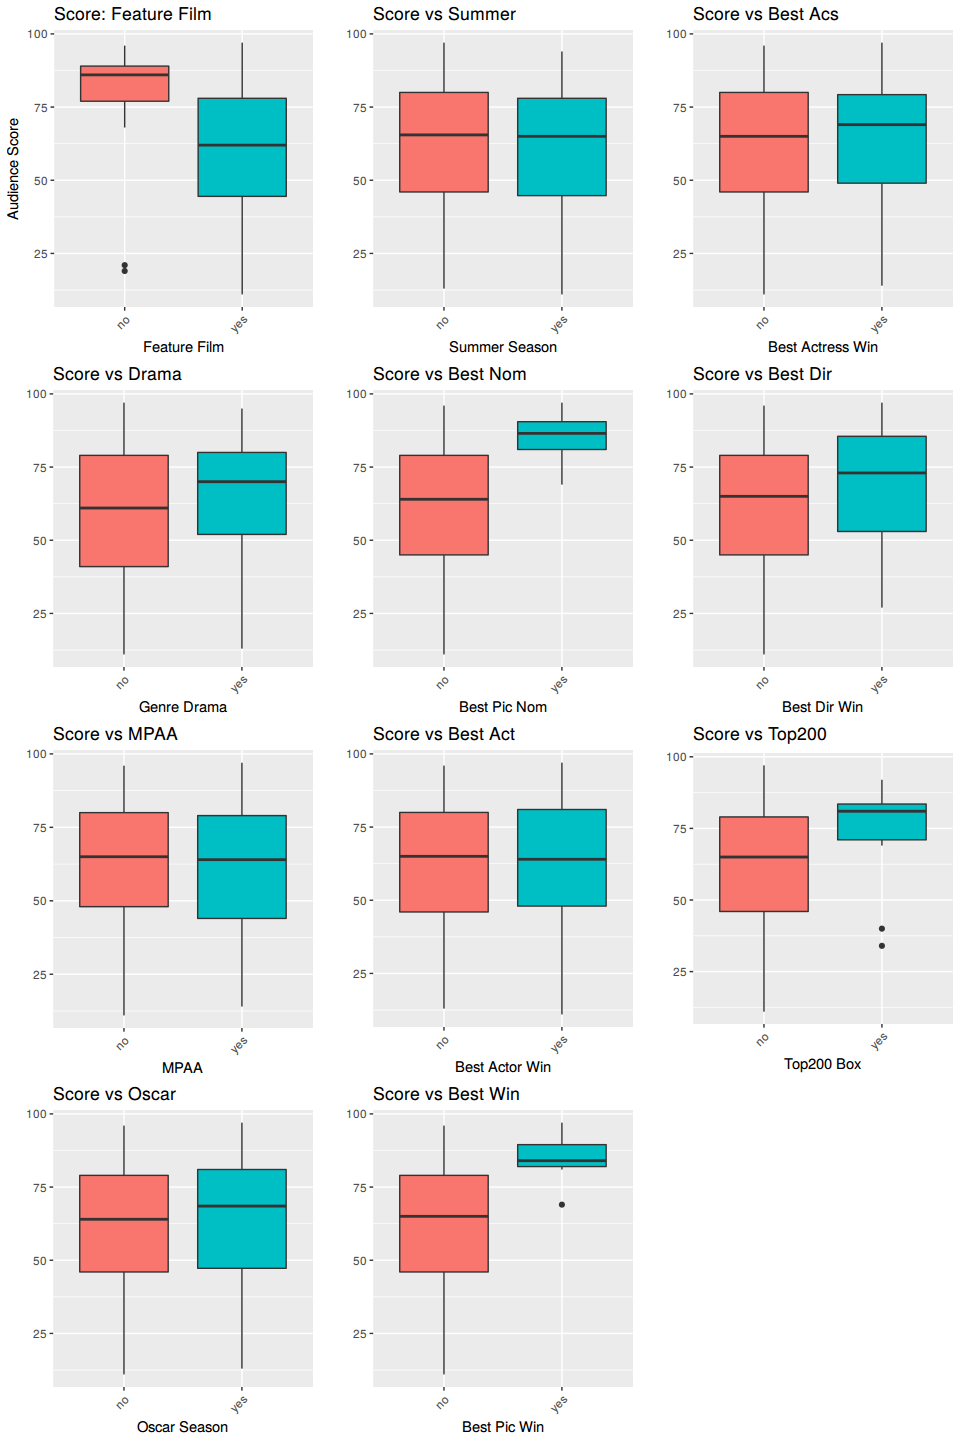 Score: Feature Film
Audience Score
100
75
50
25
no
yes
Feature Film
Score vs Summer
100
75
50
25
no
yes
Summer Season
Score vs Best Acs
100
75
50
25
no
yes
Best Actress Win
Score vs Drama
100
75
50
25
no
yes
Genre Drama
Score vs Best Nom
100
75
50
25
no
yes
Best Pic Nom
Score vs Best Dir
100
75
50
25
no
yes
Best Dir Win
Score vs MPAA
100
75
50
25
no
yes
MPAA
Score vs Best Act
100
75
50
25
no
yes
Best Actor Win
Score vs Top200
100
75
50
25
no
yes
Top200 Box
Score vs Oscar
100
75
50
25
no
yes
Oscar Season
Score vs Best Win
100
75
50
25
no
yes
Best Pic Win